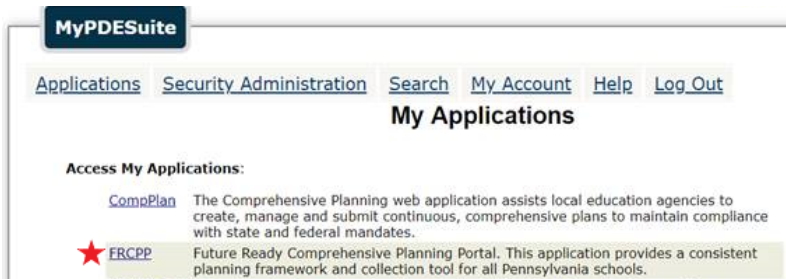 MyPDESuite
Applications Security Administration Search My Account Help Log Out
My Applications
Access My Applications:
CompPlan The Comprehensive Planning web application assists local education agencies to
create, manage and submit continuous, comprehensive plans to maintain compliance
with state and federal mandates.
FRCPP Future Ready Comprehensive Planning Portal. This application provides a consistent
planning framework and collection tool for all Pennsylvania schools.